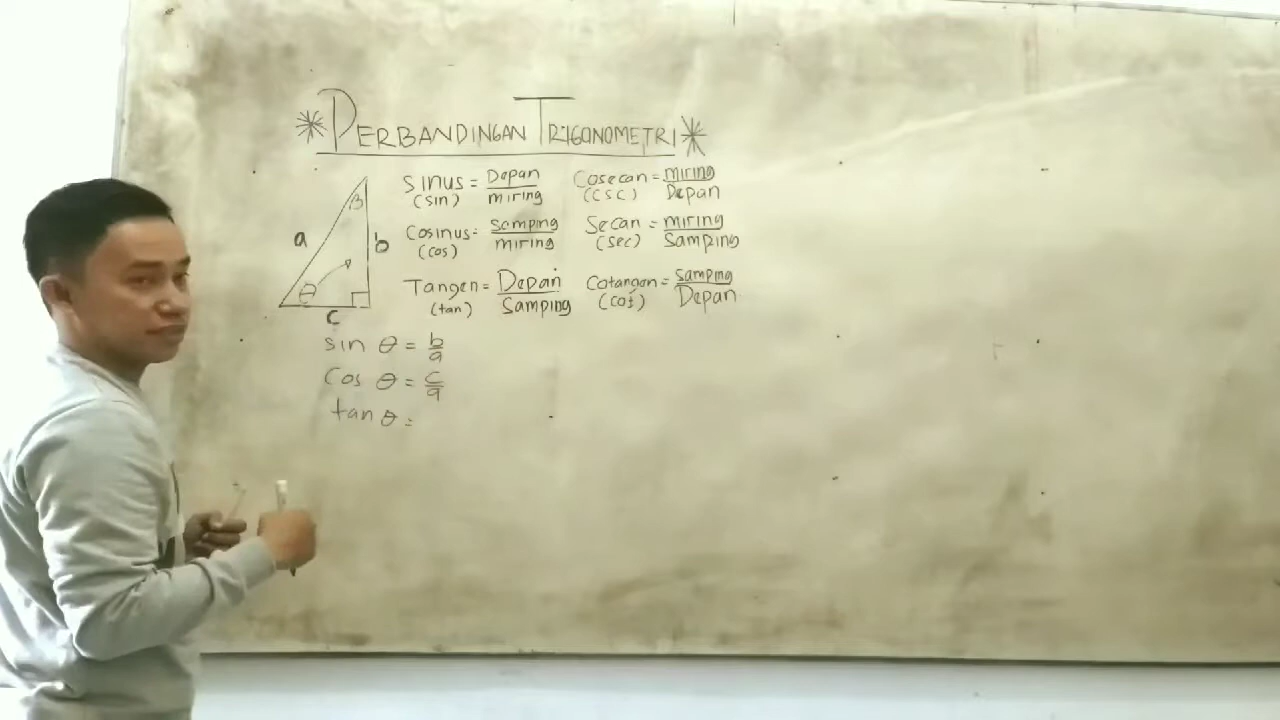 * PERBANDINGAN TRIGONOMETRI *
Sinus = Depan/miring Cosecan = miring/Depan
(sin) (csc)
Cosinus = samping/miring Secan = miring/Samping
(cos) (sec)
Tangen = Depan/Samping Cotangen = samping/Depan
(tan) (cot)
β
a b
θ
c
sin θ = b/a
cos θ = c/a
tan θ =